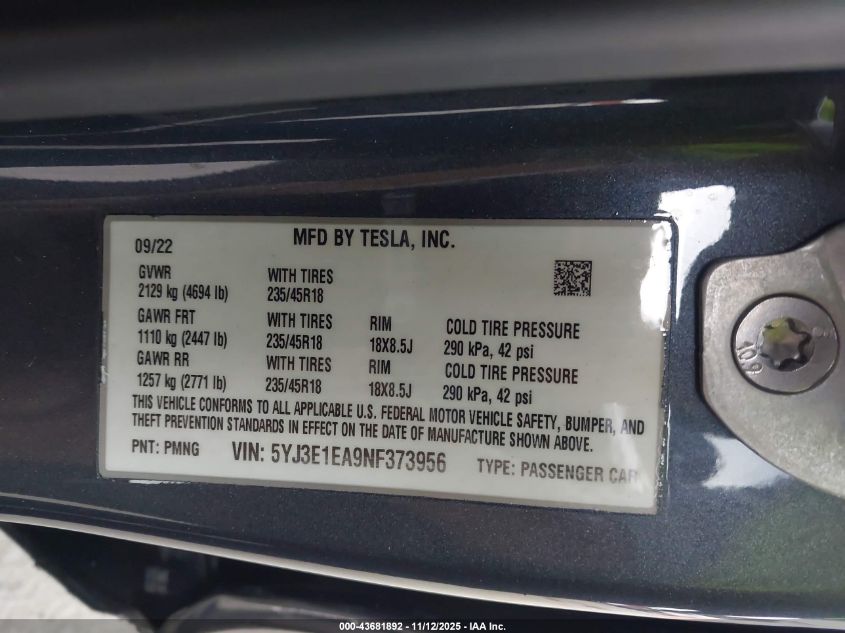 09/22 MFD BY TESLA, INC.
GVWR WITH TIRES
2129 kg (4694 lb) 235/45R18
GAWR FRT WITH TIRES RIM COLD TIRE PRESSURE
1110 kg (2447 lb) 235/45R18 18X8.5J 290 kPa, 42 psi
GAWR RR WITH TIRES RIM COLD TIRE PRESSURE
1257 kg (2771 lb) 235/45R18 18X8.5J 290 kPa, 42 psi
THIS VEHICLE CONFORMS TO ALL APPLICABLE U.S. FEDERAL MOTOR VEHICLE SAFETY, BUMPER, AND
THEFT PREVENTION STANDARDS IN EFFECT ON THE DATE OF MANUFACTURE SHOWN ABOVE.
PNT: PMNG VIN: 5YJ3E1EA9NF373956 TYPE: PASSENGER CAR
000-43681892 - 11/12/2025 - IAA Inc.